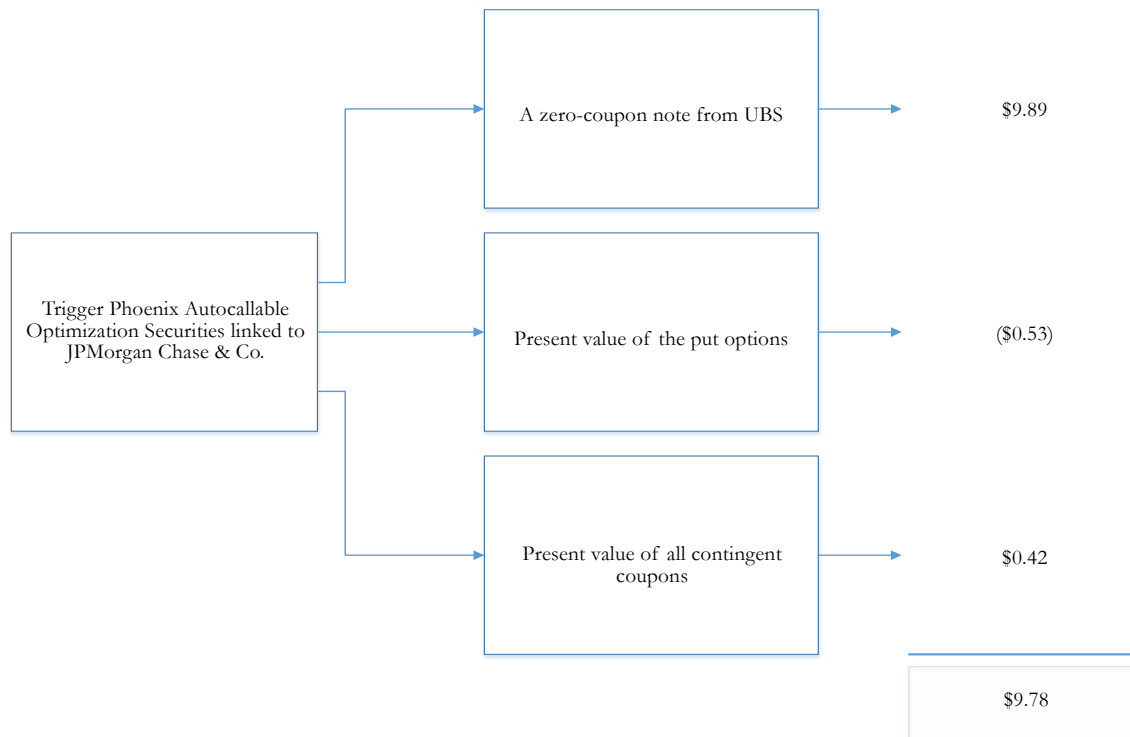 A zero-coupon note from UBS
$9.89
Trigger Phoenix Autocallable
Optimization Securities linked to
JPMorgan Chase & Co.
Present value of the put options
($0.53)
Present value of all contingent
coupons
$0.42
$9.78